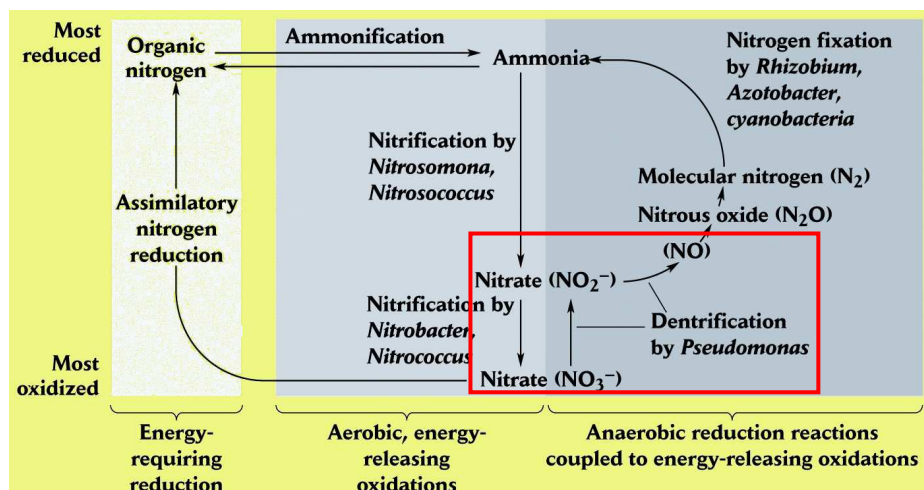 Most
reduced
Organic
nitrogen
Ammonification
Ammonia
Nitrogen fixation
by Rhizobium,
Azotobacter,
cyanobacteria
Nitrification by
Nitrosomona,
Nitrosococcus
Molecular nitrogen (N₂)
Nitrous oxide (N₂O)
(NO)
Assimilatory
nitrogen
reduction
Nitrate (NO₂⁻)
Nitrification by
Nitrobacter,
Nitrococcus
Dentrification
by Pseudomonas
Most
oxidized
Nitrate (NO₃⁻)
Energy-
requiring
reduction
Aerobic, energy-
releasing
oxidations
Anaerobic reduction reactions
coupled to energy-releasing oxidations